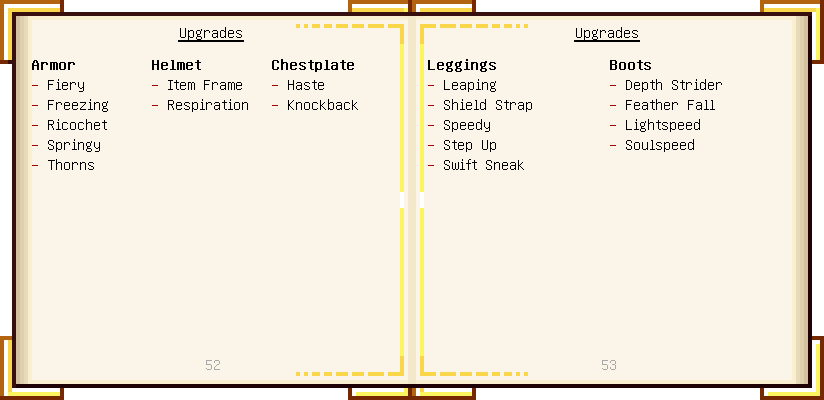 Upgrades
Armor
– Fiery
– Freezing
– Ricochet
– Springy
– Thorns
Helmet
– Item Frame
– Respiration
Chestplate
– Haste
– Knockback
52
Upgrades
Leggings
– Leaping
– Shield Strap
– Speedy
– Step Up
– Swift Sneak
Boots
– Depth Strider
– Feather Fall
– Lightspeed
– Soulspeed
53